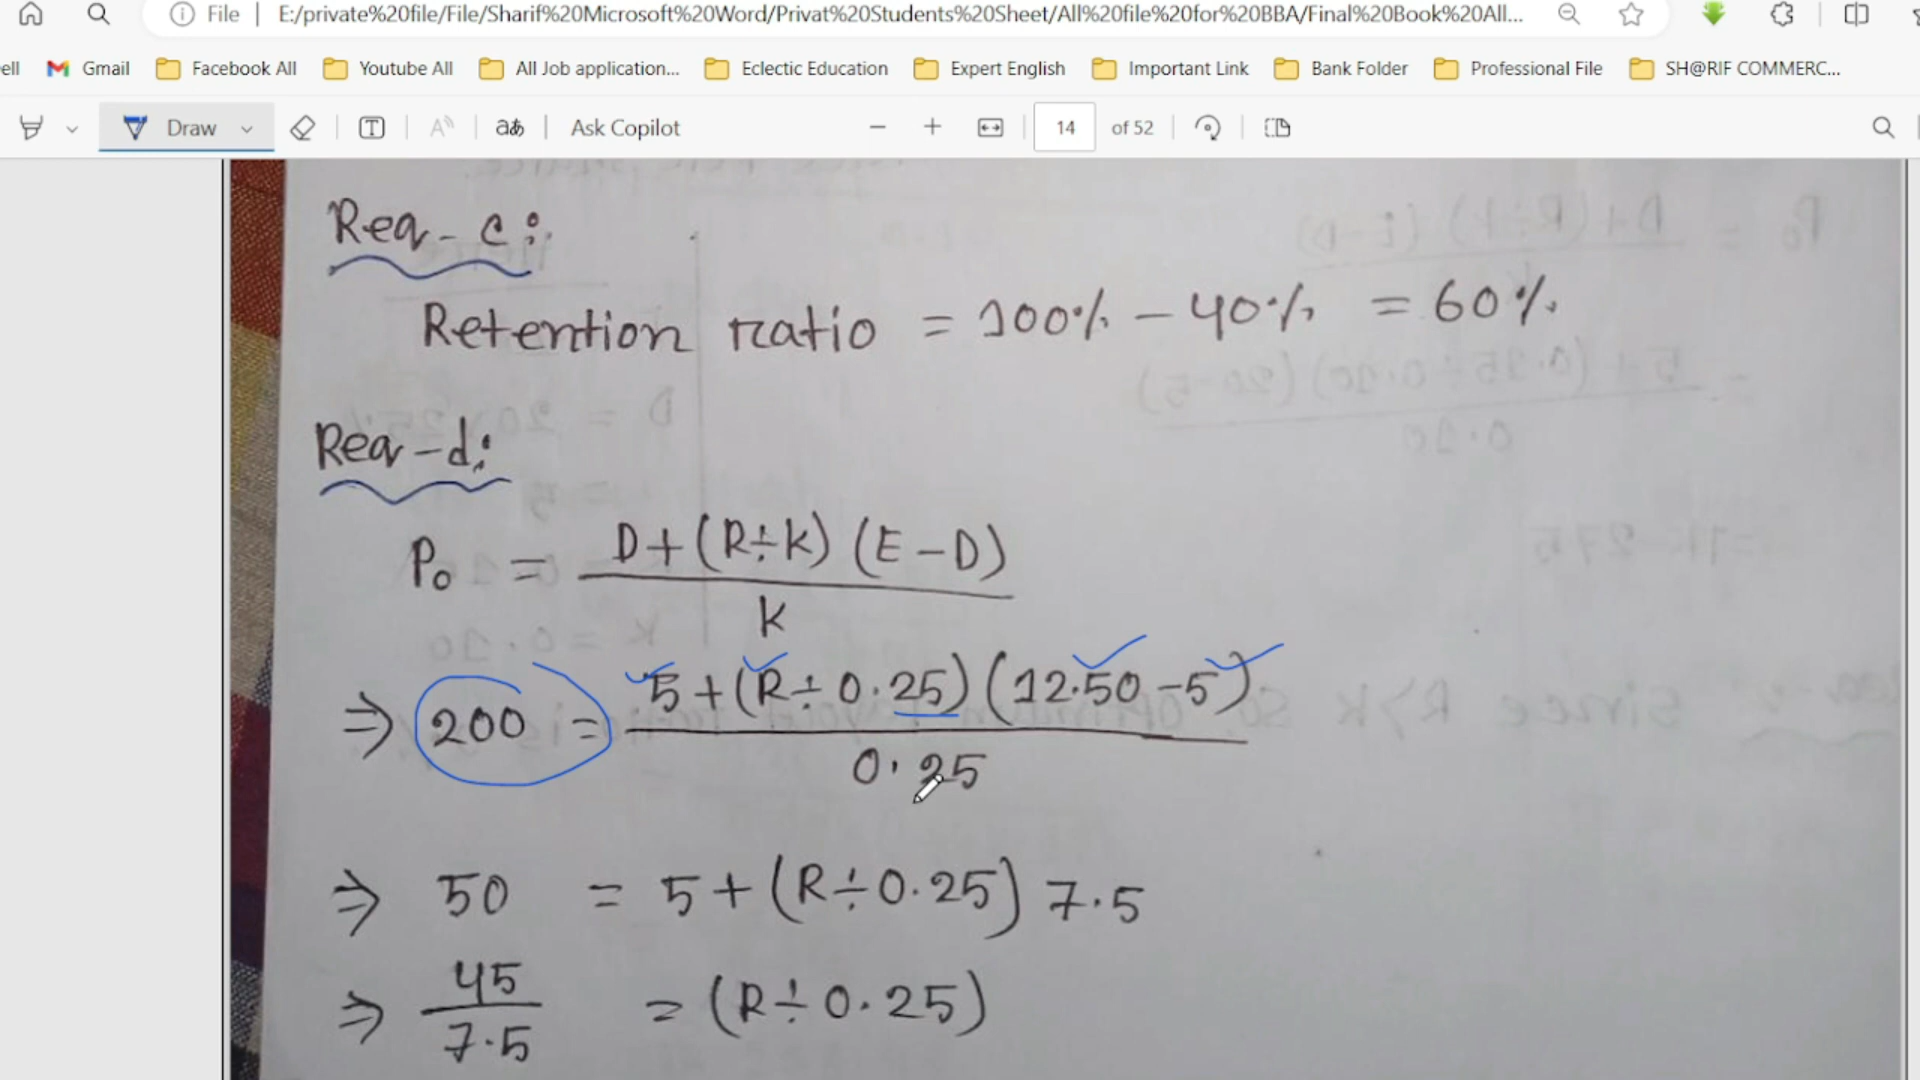 File | E:/private%20file/File/Sharif%20Microsoft%20Word/Privat%20Students%20Sheet/All%20file%20for%20BBA/Final%20Book%20All...
ell Gmail Facebook All Youtube All All Job application... Eclectic Education Expert English Important Link Bank Folder Professional File SH@RIF COMMERC...
Draw T A aあ Ask Copilot − + 14 of 52
Req - c:
Retention ratio = 100% − 40% = 60%
Req - d:
P₀ = D + (R÷K) (E − D)
K
⇒ 200 = 5 + (R÷0.25) (12.50 − 5)
0.25
⇒ 50 = 5 + (R÷0.25) 7.5
⇒ 45 = (R÷0.25)
7.5